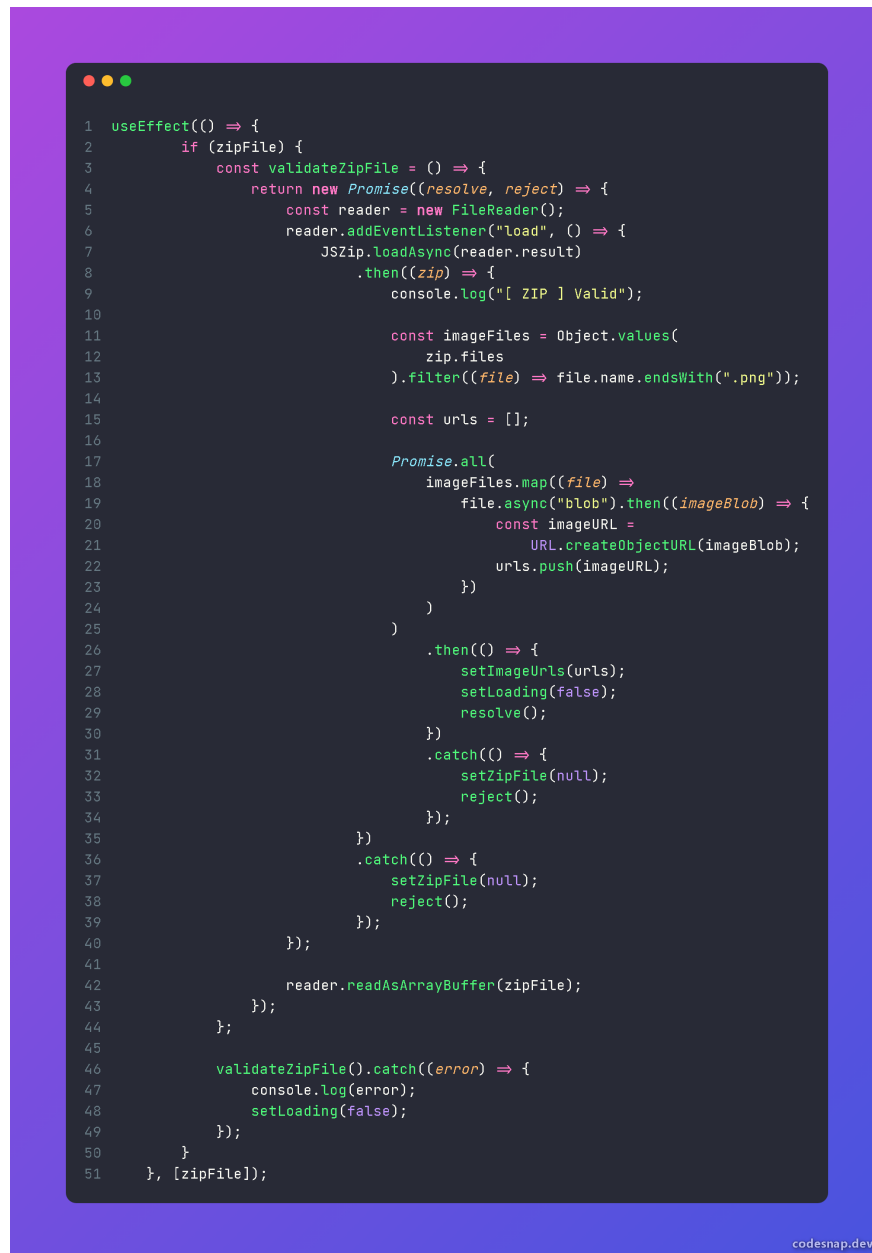 1 useEffect(() => {
2         if (zipFile) {
3             const validateZipFile = () => {
4                 return new Promise((resolve, reject) => {
5                     const reader = new FileReader();
6                     reader.addEventListener("load", () => {
7                         JSZip.loadAsync(reader.result)
8                             .then((zip) => {
9                                 console.log("[ ZIP ] Valid");
10
11                                 const imageFiles = Object.values(
12                                     zip.files
13                                 ).filter((file) => file.name.endsWith(".png"));
14
15                                 const urls = [];
16
17                                 Promise.all(
18                                     imageFiles.map((file) =>
19                                         file.async("blob").then((imageBlob) => {
20                                             const imageURL =
21                                                 URL.createObjectURL(imageBlob);
22                                             urls.push(imageURL);
23                                         })
24                                     )
25                                 )
26                                     .then(() => {
27                                         setImageUrls(urls);
28                                         setLoading(false);
29                                         resolve();
30                                     })
31                                     .catch(() => {
32                                         setZipFile(null);
33                                         reject();
34                                     });
35                             })
36                             .catch(() => {
37                                 setZipFile(null);
38                                 reject();
39                             });
40                     });
41
42                     reader.readAsArrayBuffer(zipFile);
43                 });
44             };
45
46             validateZipFile().catch((error) => {
47                 console.log(error);
48                 setLoading(false);
49             });
50         }
51     }, [zipFile]);
codesnap.dev